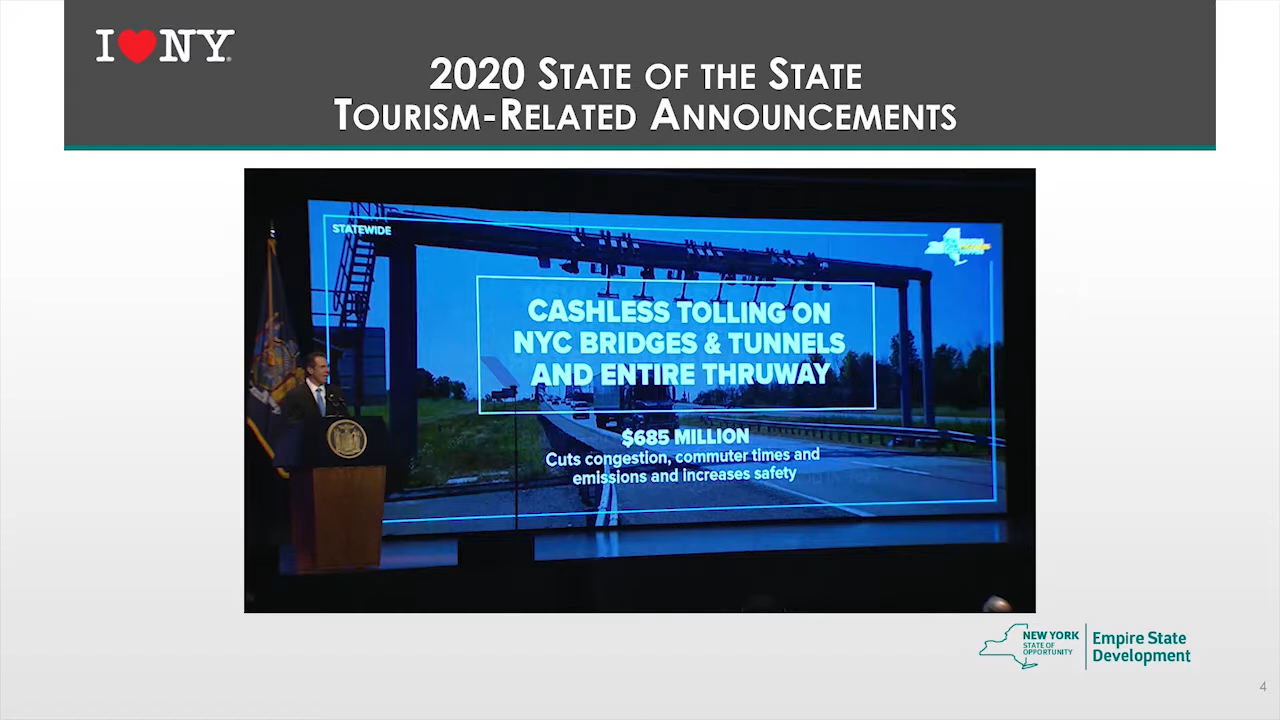 I NY
2020 STATE OF THE STATE
TOURISM-RELATED ANNOUNCEMENTS
STATEWIDE
CASHLESS TOLLING ON
NYC BRIDGES & TUNNELS
AND ENTIRE THRUWAY
$685 MILLION
Cuts congestion, commuter times and
emissions and increases safety
NEW YORK
STATE OF
OPPORTUNITY
Empire State
Development
4